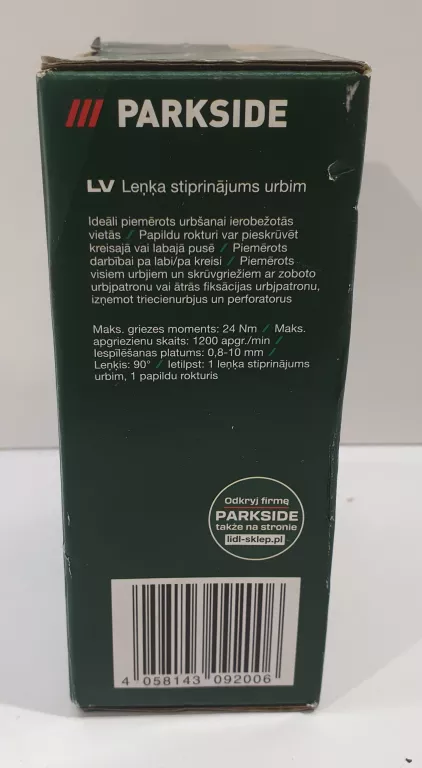 PARKSIDE
LV Leņķa stiprinājums urbim
Ideāli piemērots urbšanai ierobežotās
vietās / Papildu rokturi var pieskrūvēt
kreisajā vai labajā pusē / Piemērots
darbībai pa labi/pa kreisi / Piemērots
visiem urbjiem un skrūvgriežiem ar zoboto
urbjpatronu vai ātrās fiksācijas urbjpatronu,
izņemot triecienurbjus un perforatorus
Maks. griezes moments: 24 Nm / Maks.
apgriezienu skaits: 1200 apgr./min /
Iespīlēšanas platums: 0,8-10 mm /
Leņķis: 90° / Ietilpst: 1 leņķa stiprinājums
urbim, 1 papildu rokturis
Odkryj firmę
PARKSIDE
także na stronie
lidl-sklep.pl
4 058143 092006